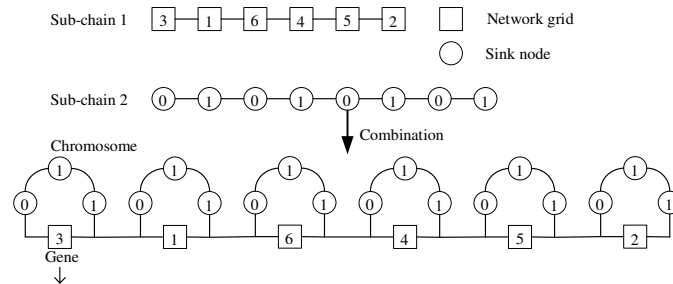 Sub-chain 1 3 1 6 4 5 2 Network grid
Sink node
Sub-chain 2 0 1 0 1 0 1 0 1
Combination
Chromosome
1 1 1 1 1 1
0 1 0 1 0 1 0 1 0 1 0 1
3 1 6 4 5 2
Gene